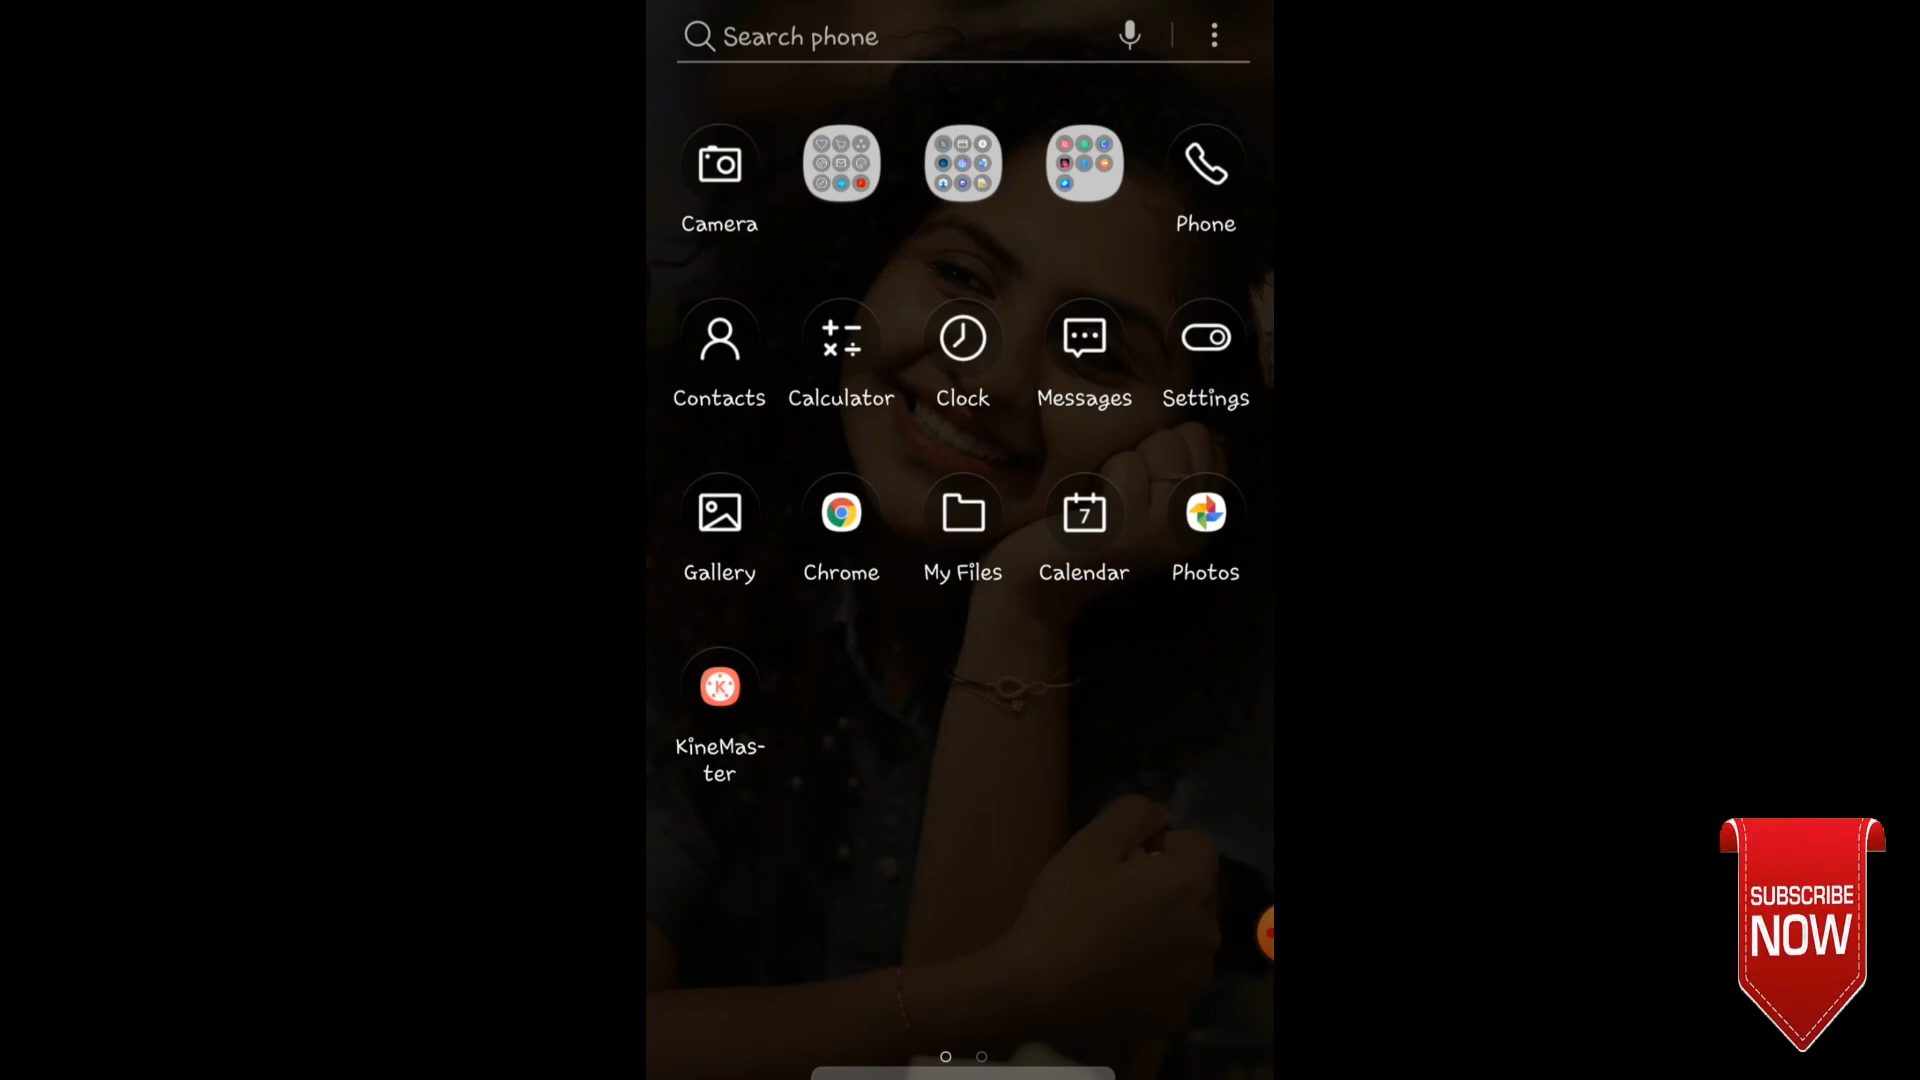 Search phone
Camera
Phone
Contacts
Calculator
Clock
Messages
Settings
7
Gallery
Chrome
My Files
Calendar
Photos
K
KineMas-
ter
SUBSCRIBE
NOW